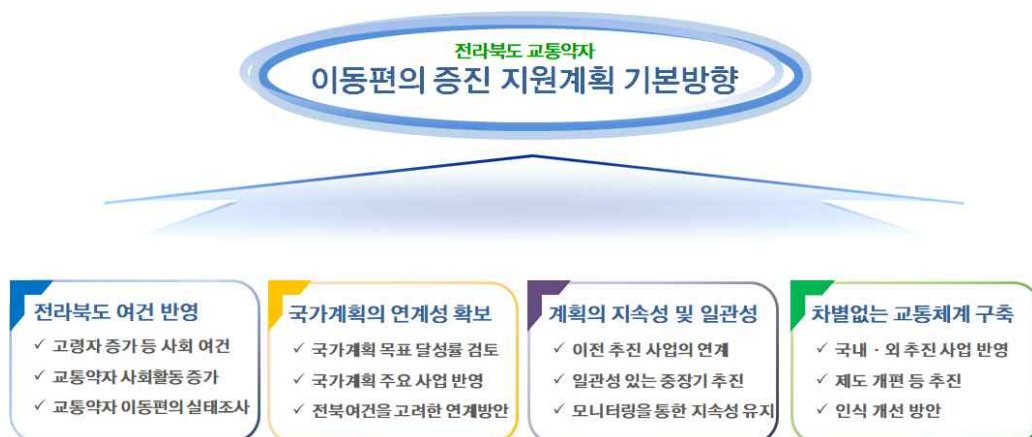 전라북도 교통약자
이동편의 증진 지원계획 기본방향
전라북도 여건 반영
✓ 고령자 증가 등 사회 여건
✓ 교통약자 사회활동 증가
✓ 교통약자 이동편의 실태조사
국가계획의 연계성 확보
✓ 국가계획 목표 달성률 검토
✓ 국가계획 주요 사업 반영
✓ 전북여건을 고려한 연계방안
계획의 지속성 및 일관성
✓ 이전 추진 사업의 연계
✓ 일관성 있는 중장기 추진
✓ 모니터링을 통한 지속성 유지
차별없는 교통체계 구축
✓ 국내 · 외 추진 사업 반영
✓ 제도 개편 등 추진
✓ 인식 개선 방안